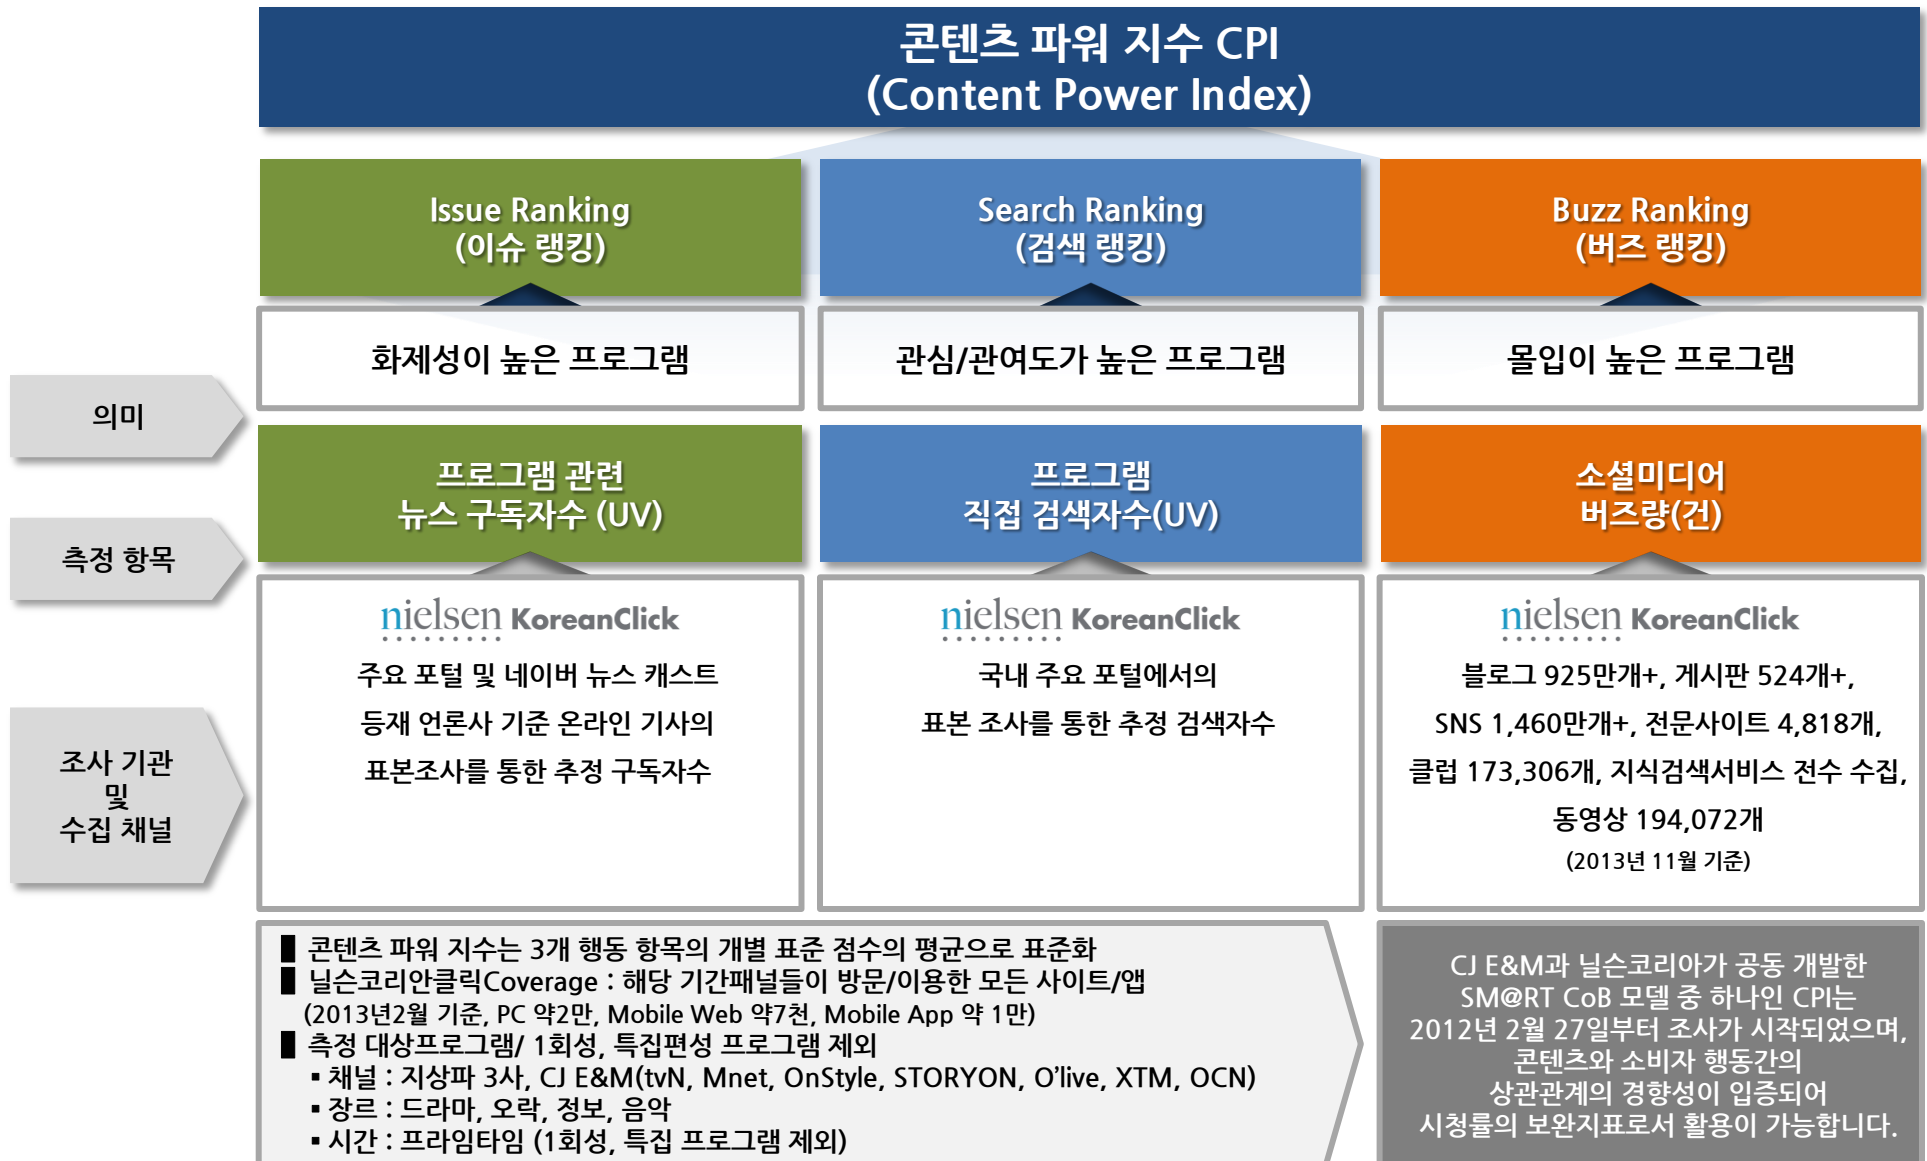 콘텐츠 파워 지수 CPI
(Content Power Index)
Issue Ranking
(이슈 랭킹)
Search Ranking
(검색 랭킹)
Buzz Ranking
(버즈 랭킹)
의미
화제성이 높은 프로그램
관심/관여도가 높은 프로그램
몰입이 높은 프로그램
측정 항목
프로그램 관련
뉴스 구독자수 (UV)
프로그램
직접 검색자수(UV)
소셜미디어
버즈량(건)
조사 기관
및
수집 채널
nielsen KoreanClick
주요 포털 및 네이버 뉴스 캐스트
등재 언론사 기준 온라인 기사의
표본조사를 통한 추정 구독자수
nielsen KoreanClick
국내 주요 포털에서의
표본 조사를 통한 추정 검색자수
nielsen KoreanClick
블로그 925만개+, 게시판 524개+,
SNS 1,460만개+, 전문사이트 4,818개,
클럽 173,306개, 지식검색서비스 전수 수집,
동영상 194,072개
(2013년 11월 기준)
█ 콘텐츠 파워 지수는 3개 행동 항목의 개별 표준 점수의 평균으로 표준화
█ 닐슨코리안클릭Coverage : 해당 기간패널들이 방문/이용한 모든 사이트/앱
(2013년2월 기준, PC 약2만, Mobile Web 약7천, Mobile App 약 1만)
█ 측정 대상프로그램/ 1회성, 특집편성 프로그램 제외
▪ 채널 : 지상파 3사, CJ E&M(tvN, Mnet, OnStyle, STORYON, O’live, XTM, OCN)
▪ 장르 : 드라마, 오락, 정보, 음악
▪ 시간 : 프라임타임 (1회성, 특집 프로그램 제외)
CJ E&M과 닐슨코리아가 공동 개발한
SM@RT CoB 모델 중 하나인 CPI는
2012년 2월 27일부터 조사가 시작되었으며,
콘텐츠와 소비자 행동간의
상관관계의 경향성이 입증되어
시청률의 보완지표로서 활용이 가능합니다.